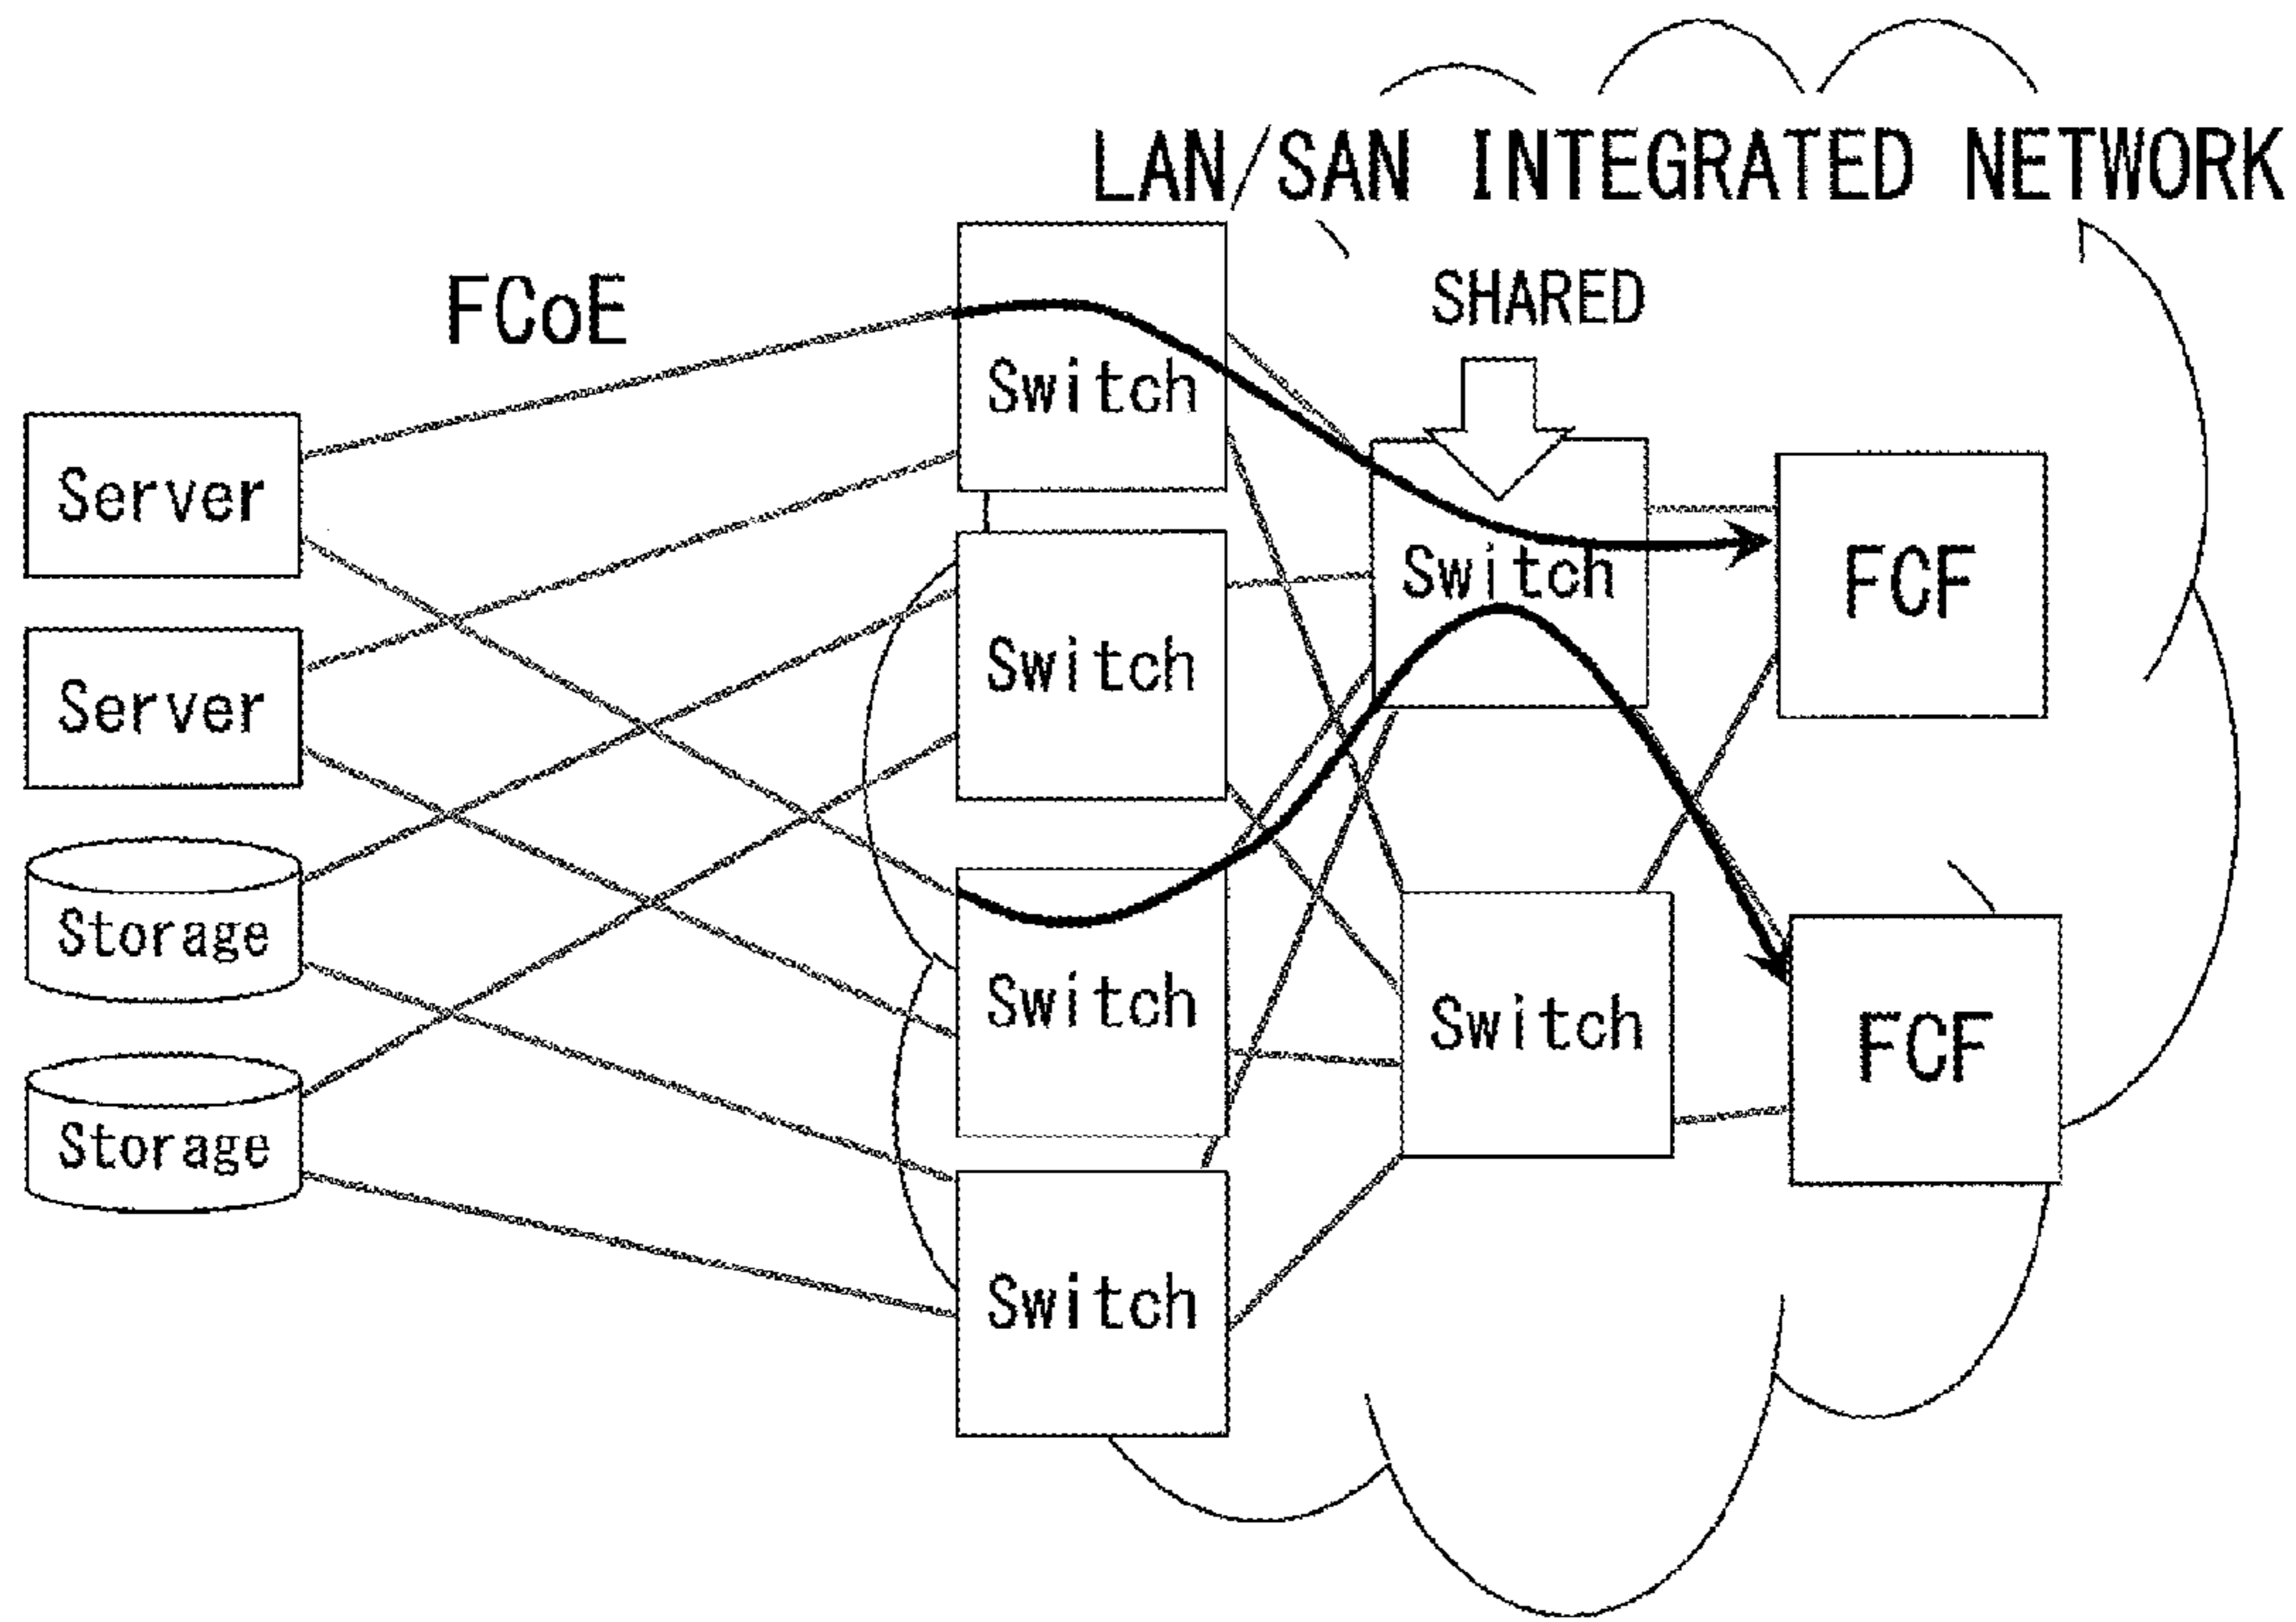 LAN/SAN INTEGRATED NETWORK
FCoE
SHARED
Switch
Server
Switch
FCF
Switch
Server
Storage
Switch
Switch
FCF
Storage
Switch